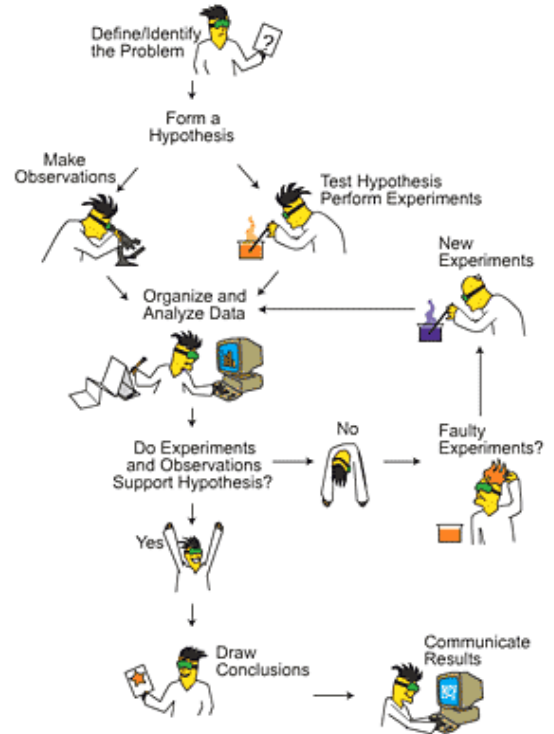 Define/Identify
the Problem
?
Form a
Hypothesis
Make
Observations
Test Hypothesis
Perform Experiments
New
Experiments
Organize and
Analyze Data
Do Experiments
and Observations
Support Hypothesis?
No
Faulty
Experiments?
Yes
Draw
Conclusions
Communicate
Results